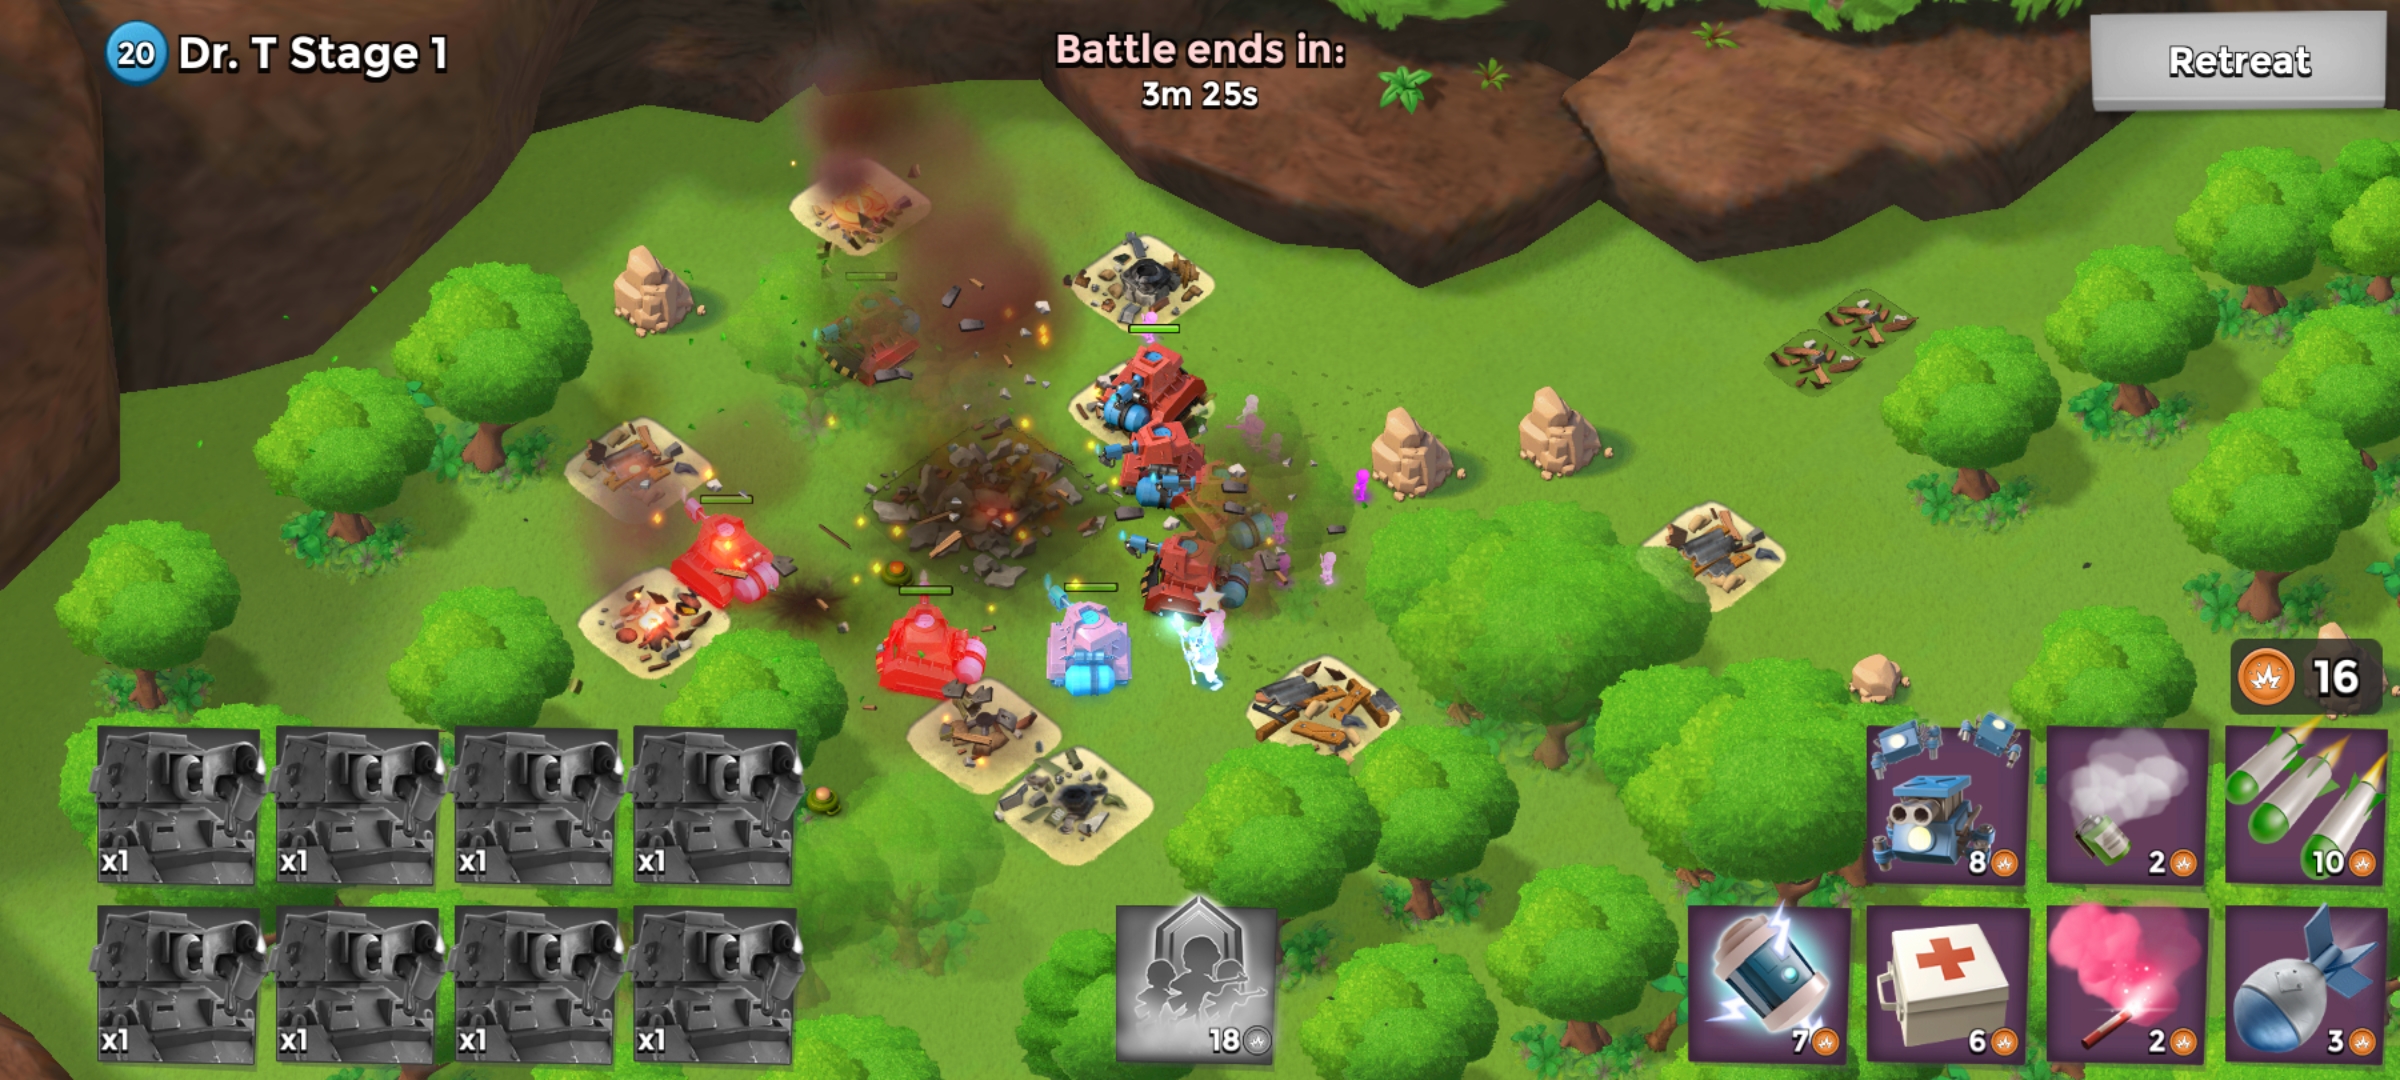 20 Dr. T Stage 1
Battle ends in:
3m 25s
Retreat
16
x1 x1 x1 x1
8 2 10
x1 x1 x1 x1
18
7 6 2 3